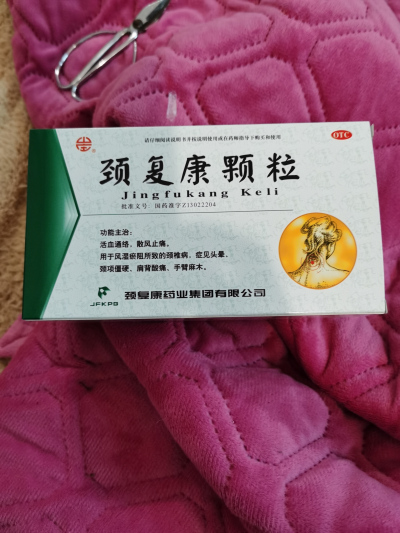 请仔细阅读说明书并按说明使用或在药师指导下购买和使用
OTC
颈复康颗粒
Jingfukang Keli
批准文号：国药准字Z13022204
功能主治：
活血通络、散风止痛。
用于风湿瘀阻所致的颈椎病，症见头晕、
颈项僵硬、肩背酸痛、手臂麻木。
JFKPG
颈复康药业集团有限公司